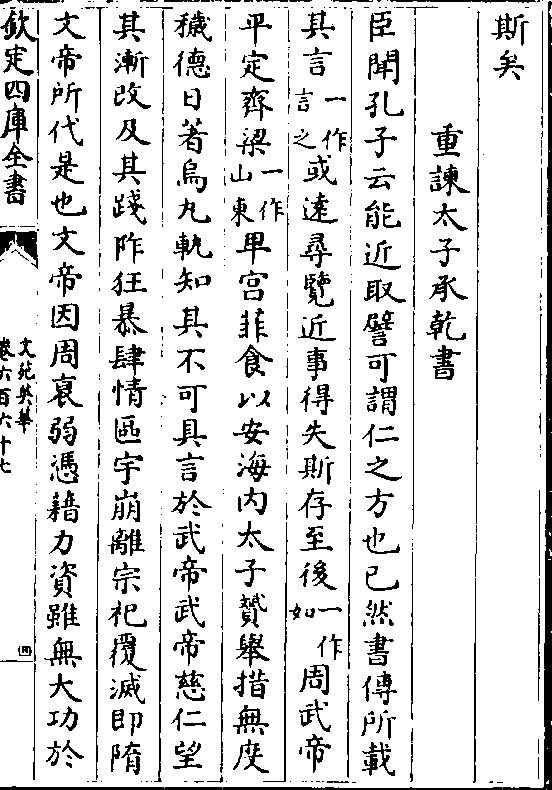 斯矣
重諫太子承乾書
臣聞孔子云能近取譬可謂仁之方也已然書傳所載
其言一作言之或遠尋覽近事得失斯存至後一作如周武帝
平定齊梁一作山東卑宫菲食以安海内太子贇舉措無度
穢德日著烏丸軌知其不可具言於武帝武帝慈仁望
其漸改及其踐阼狂暴肆情區宇崩離宗祀覆滅即隋
文帝所代是也文帝因周衰弱憑藉力資雖無大功於
欽定四庫全書
文苑英華
卷六百六十七